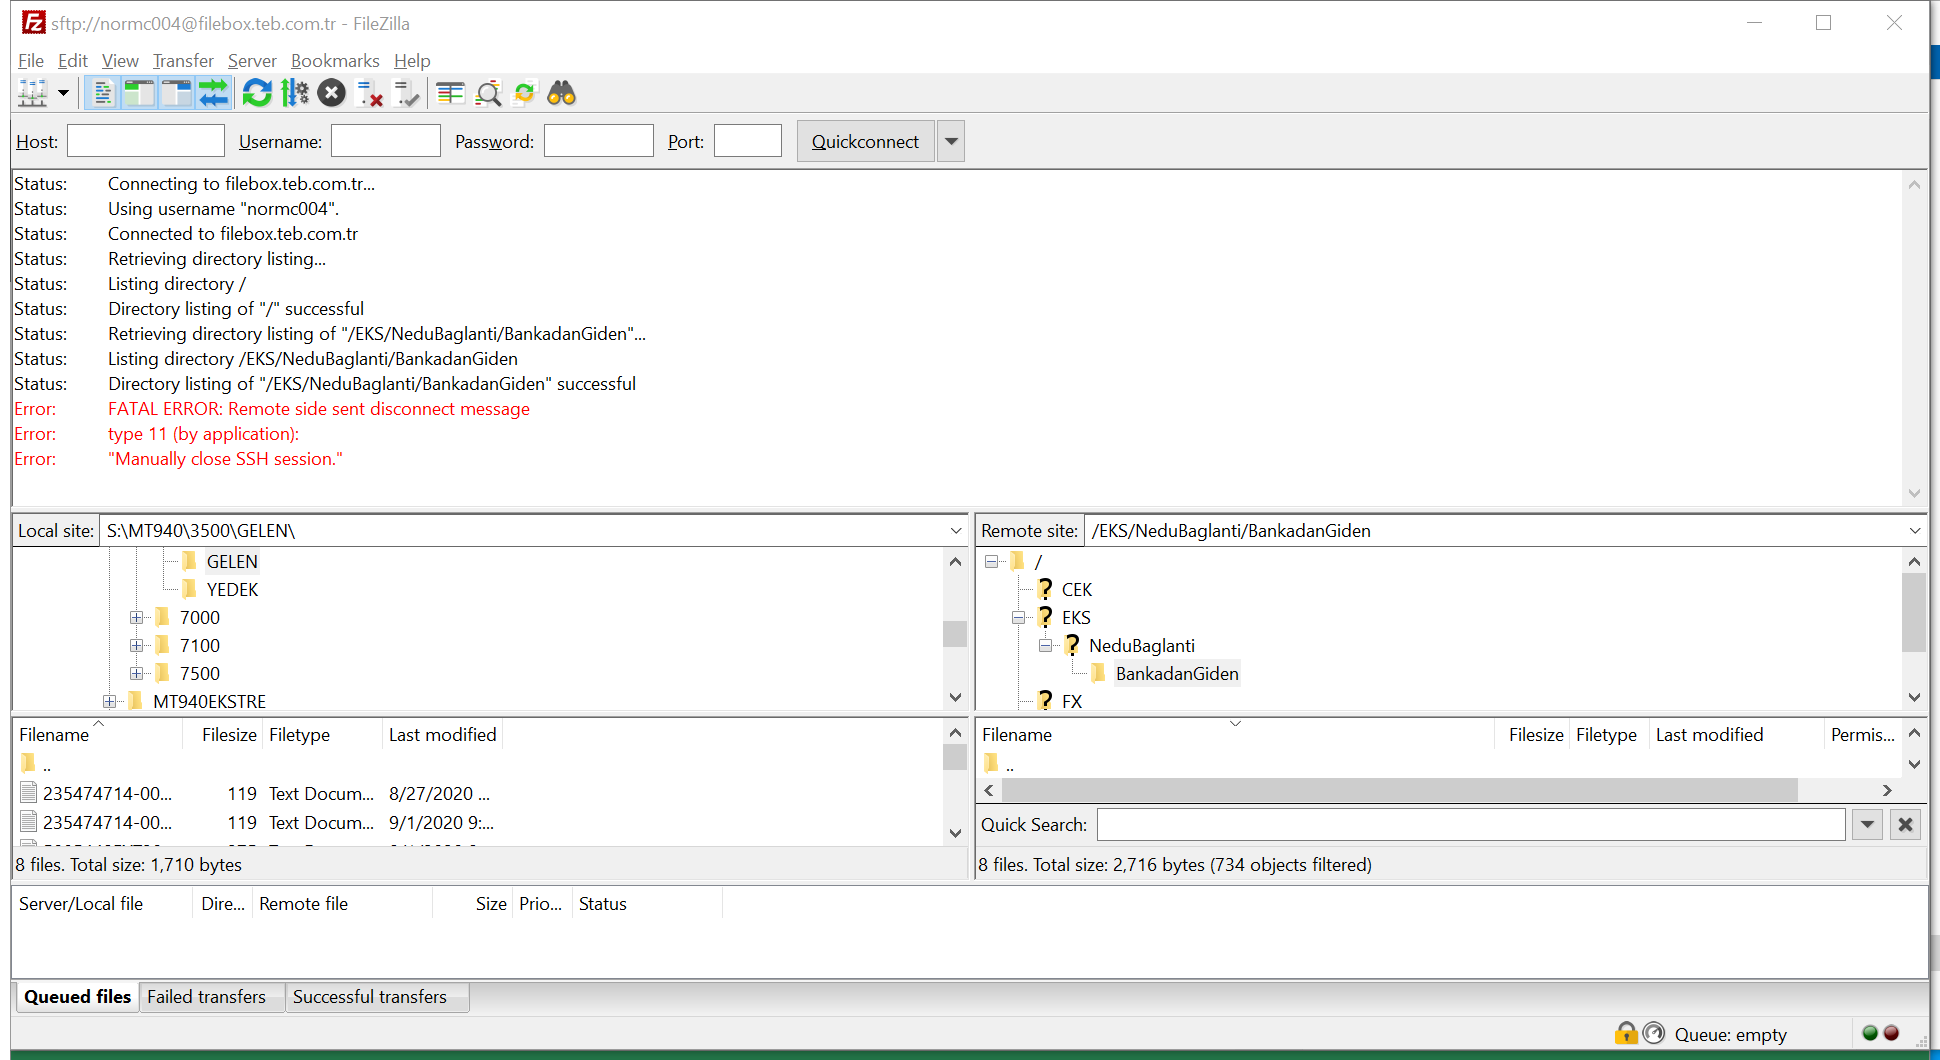 sftp://normc004@filebox.teb.com.tr - FileZilla
File Edit View Transfer Server Bookmarks Help
Host: Username: Password: Port: Quickconnect
Status: Connecting to filebox.teb.com.tr...
Status: Using username "normc004".
Status: Connected to filebox.teb.com.tr
Status: Retrieving directory listing...
Status: Listing directory /
Status: Directory listing of "/" successful
Status: Retrieving directory listing of "/EKS/NeduBaglanti/BankadanGiden"...
Status: Listing directory /EKS/NeduBaglanti/BankadanGiden
Status: Directory listing of "/EKS/NeduBaglanti/BankadanGiden" successful
Error: FATAL ERROR: Remote side sent disconnect message
Error: type 11 (by application):
Error: "Manually close SSH session."
Local site: S:\MT940\3500\GELEN\
GELEN
YEDEK
7000
7100
7500
MT940EKSTRE
Filename Filesize Filetype Last modified
..
235474714-00... 119 Text Docum... 8/27/2020 ...
235474714-00... 119 Text Docum... 9/1/2020 9:...
8 files. Total size: 1,710 bytes
Remote site: /EKS/NeduBaglanti/BankadanGiden
/
CEK
EKS
NeduBaglanti
BankadanGiden
FX
Filename Filesize Filetype Last modified Permis...
..
Quick Search:
8 files. Total size: 2,716 bytes (734 objects filtered)
Server/Local file Dire... Remote file Size Prio... Status
Queued files Failed transfers Successful transfers
Queue: empty